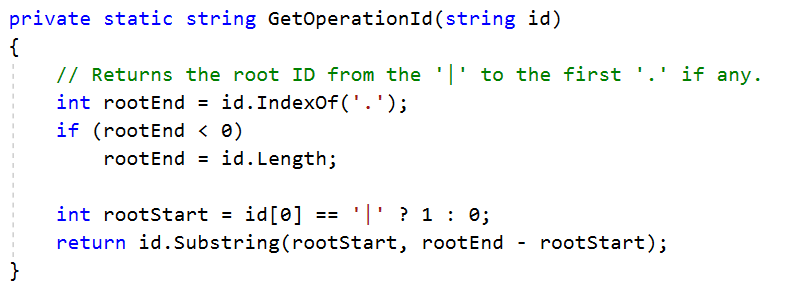 private static string GetOperationId(string id)
{
    // Returns the root ID from the '|' to the first '.' if any.
    int rootEnd = id.IndexOf('.');
    if (rootEnd < 0)
        rootEnd = id.Length;

    int rootStart = id[0] == '|' ? 1 : 0;
    return id.Substring(rootStart, rootEnd - rootStart);
}